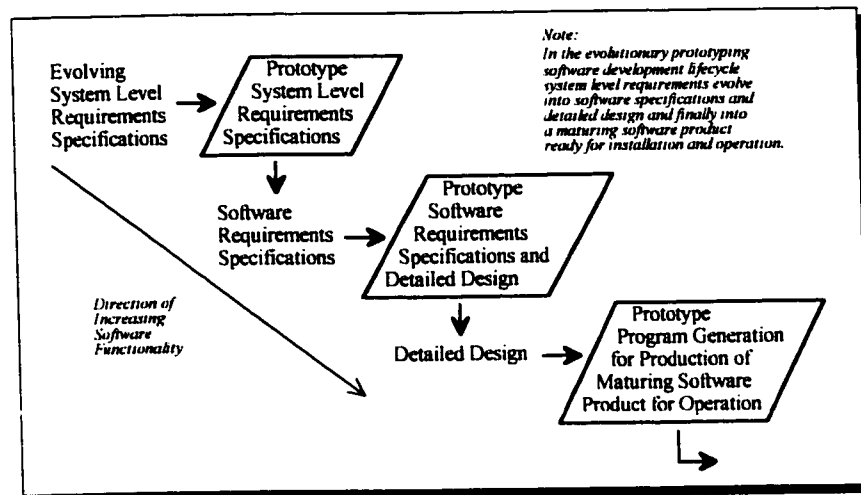 Evolving
System Level
Requirements
Specifications
Prototype
System Level
Requirements
Specifications
Note:
In the evolutionary prototyping
software development lifecycle
system level requirements evolve
into software specifications and
detailed design and finally into
a maturing software product
ready for installation and operation.
Software
Requirements
Specifications
Prototype
Software
Requirements
Specifications and
Detailed Design
Direction of
Increasing
Software
Functionality
Detailed Design
Prototype
Program Generation
for Production of
Maturing Software
Product for Operation